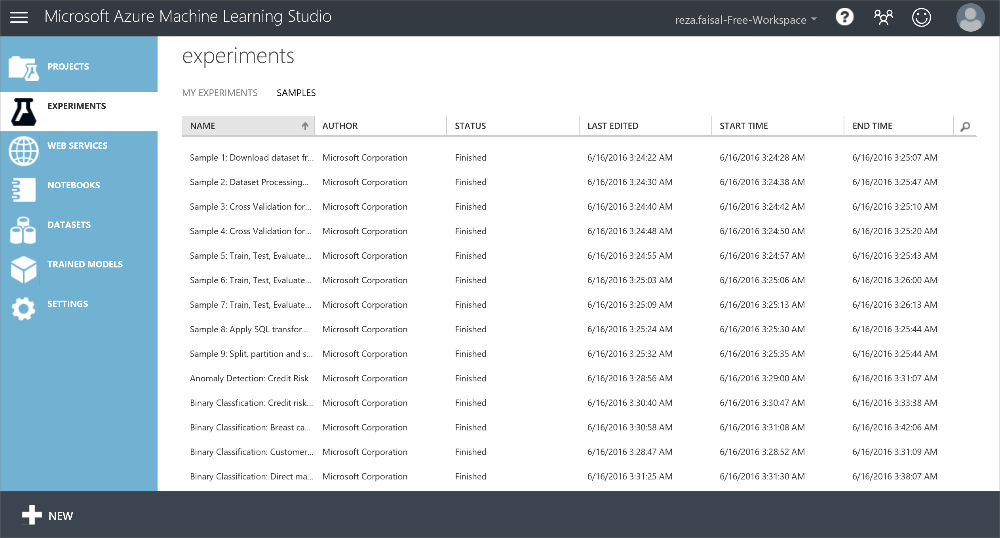 Microsoft Azure Machine Learning Studio
reza.faisal-Free-Workspace
?
PROJECTS
EXPERIMENTS
WEB SERVICES
NOTEBOOKS
DATASETS
TRAINED MODELS
SETTINGS
experiments
MY EXPERIMENTS SAMPLES
NAME AUTHOR STATUS LAST EDITED START TIME END TIME
Sample 1: Download dataset fr... Microsoft Corporation Finished 6/16/2016 3:24:22 AM 6/16/2016 3:24:28 AM 6/16/2016 3:25:07 AM
Sample 2: Dataset Processing... Microsoft Corporation Finished 6/16/2016 3:24:30 AM 6/16/2016 3:24:38 AM 6/16/2016 3:25:47 AM
Sample 3: Cross Validation for... Microsoft Corporation Finished 6/16/2016 3:24:40 AM 6/16/2016 3:24:42 AM 6/16/2016 3:25:10 AM
Sample 4: Cross Validation for... Microsoft Corporation Finished 6/16/2016 3:24:48 AM 6/16/2016 3:24:50 AM 6/16/2016 3:25:20 AM
Sample 5: Train, Test, Evaluate... Microsoft Corporation Finished 6/16/2016 3:24:55 AM 6/16/2016 3:24:57 AM 6/16/2016 3:25:43 AM
Sample 6: Train, Test, Evaluate... Microsoft Corporation Finished 6/16/2016 3:25:03 AM 6/16/2016 3:25:06 AM 6/16/2016 3:26:00 AM
Sample 7: Train, Test, Evaluate... Microsoft Corporation Finished 6/16/2016 3:25:09 AM 6/16/2016 3:25:13 AM 6/16/2016 3:26:13 AM
Sample 8: Apply SQL transfor... Microsoft Corporation Finished 6/16/2016 3:25:24 AM 6/16/2016 3:25:30 AM 6/16/2016 3:25:44 AM
Sample 9: Split, partition and s... Microsoft Corporation Finished 6/16/2016 3:25:32 AM 6/16/2016 3:25:35 AM 6/16/2016 3:25:44 AM
Anomaly Detection: Credit Risk Microsoft Corporation Finished 6/16/2016 3:28:56 AM 6/16/2016 3:29:00 AM 6/16/2016 3:31:07 AM
Binary Classfication: Credit risk... Microsoft Corporation Finished 6/16/2016 3:30:40 AM 6/16/2016 3:30:47 AM 6/16/2016 3:33:38 AM
Binary Classification: Breast ca... Microsoft Corporation Finished 6/16/2016 3:30:58 AM 6/16/2016 3:31:08 AM 6/16/2016 3:42:06 AM
Binary Classification: Customer... Microsoft Corporation Finished 6/16/2016 3:28:47 AM 6/16/2016 3:28:52 AM 6/16/2016 3:31:09 AM
Binary Classification: Direct ma... Microsoft Corporation Finished 6/16/2016 3:31:25 AM 6/16/2016 3:31:30 AM 6/16/2016 3:38:07 AM
NEW